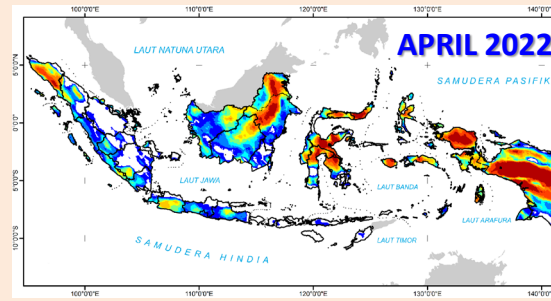 100°0'0"E 110°0'0"E 120°0'0"E 130°0'0"E 140°0'
APRIL 2022
LAUT NATUNA UTARA
SAMUDERA PASIFIK
5°0'0"N
0°0'0"
5°0'0"S
10°0'0"S
LAUT JAWA
LAUT BANDA
LAUT ARAFURA
LAUT TIMOR
SAMUDERA HINDIA
100°0'0"E 110°0'0"E 120°0'0"E 130°0'0"E 140°0'